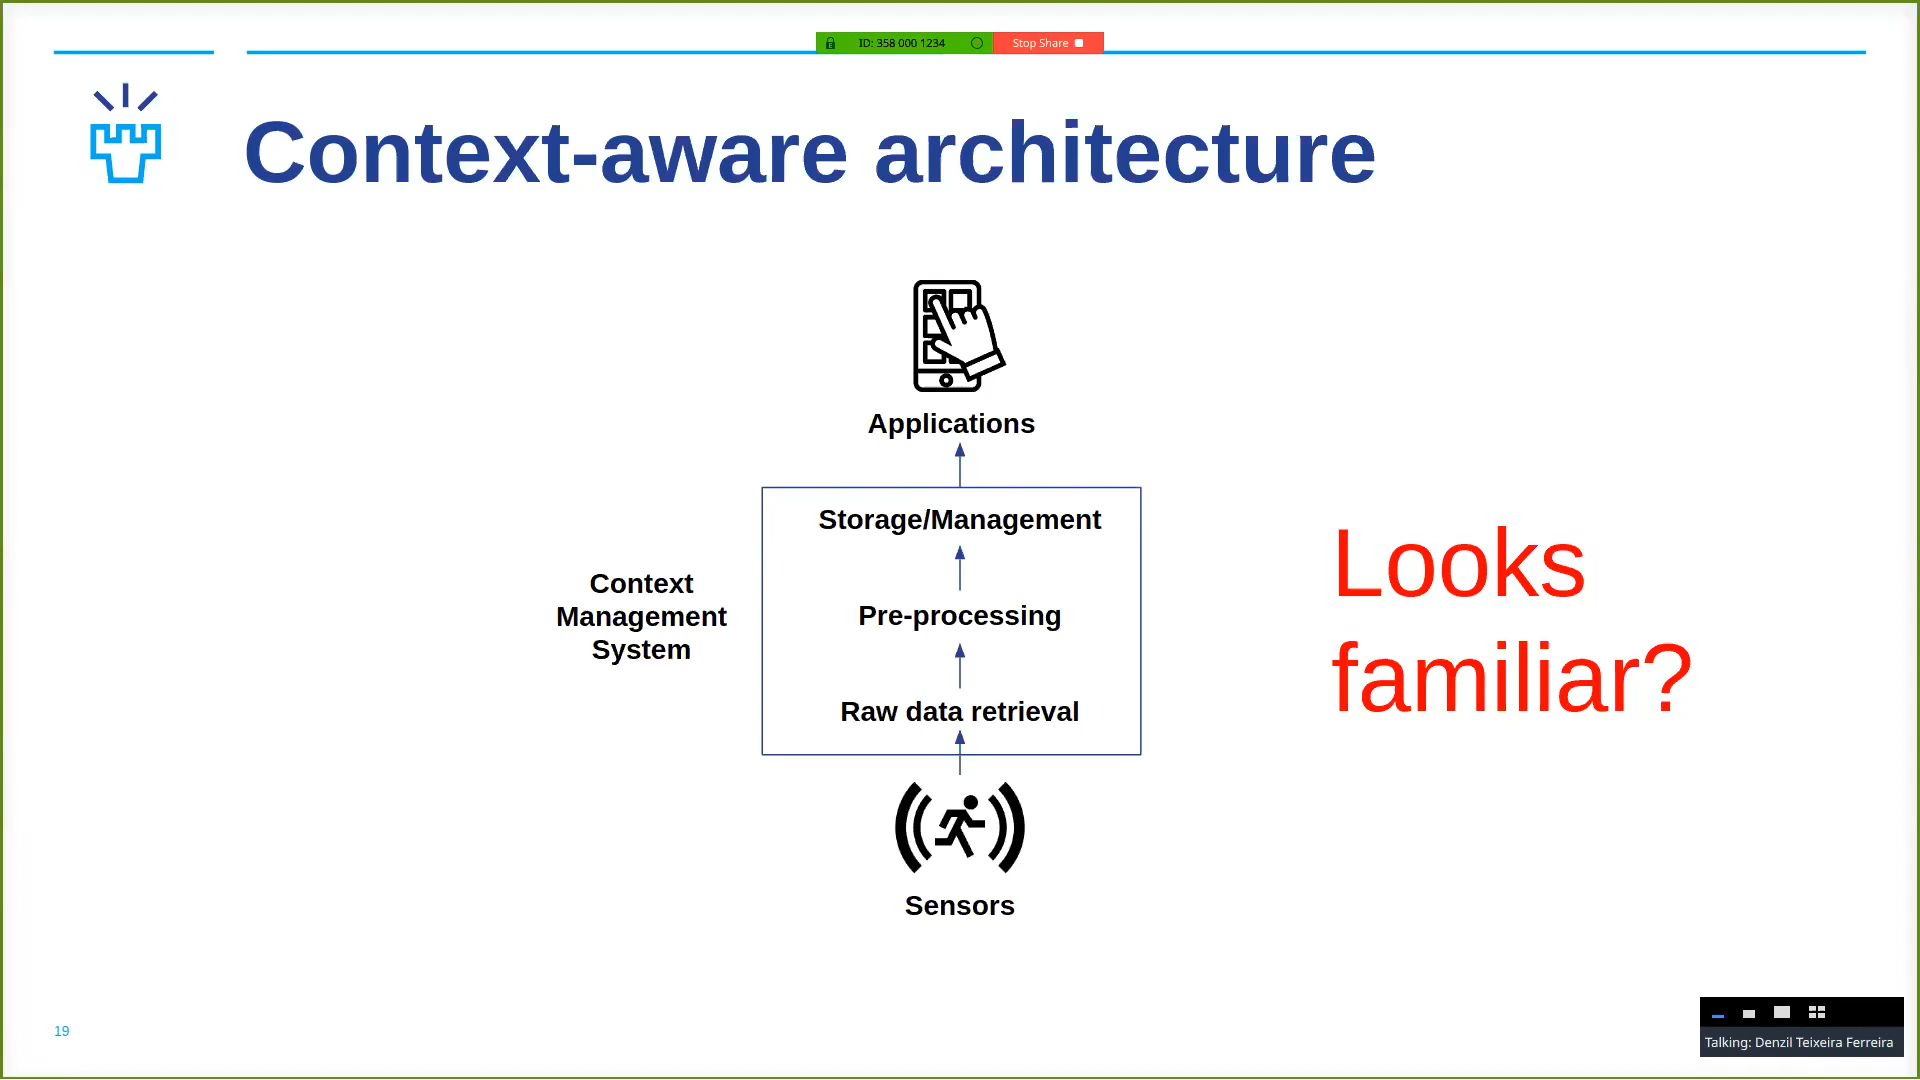 ID: 358 000 1234
Stop Share
Context-aware architecture
Applications
Storage/Management
Context
Management
System
Pre-processing
Raw data retrieval
Looks
familiar?
Sensors
19
Talking: Denzil Teixeira Ferreira